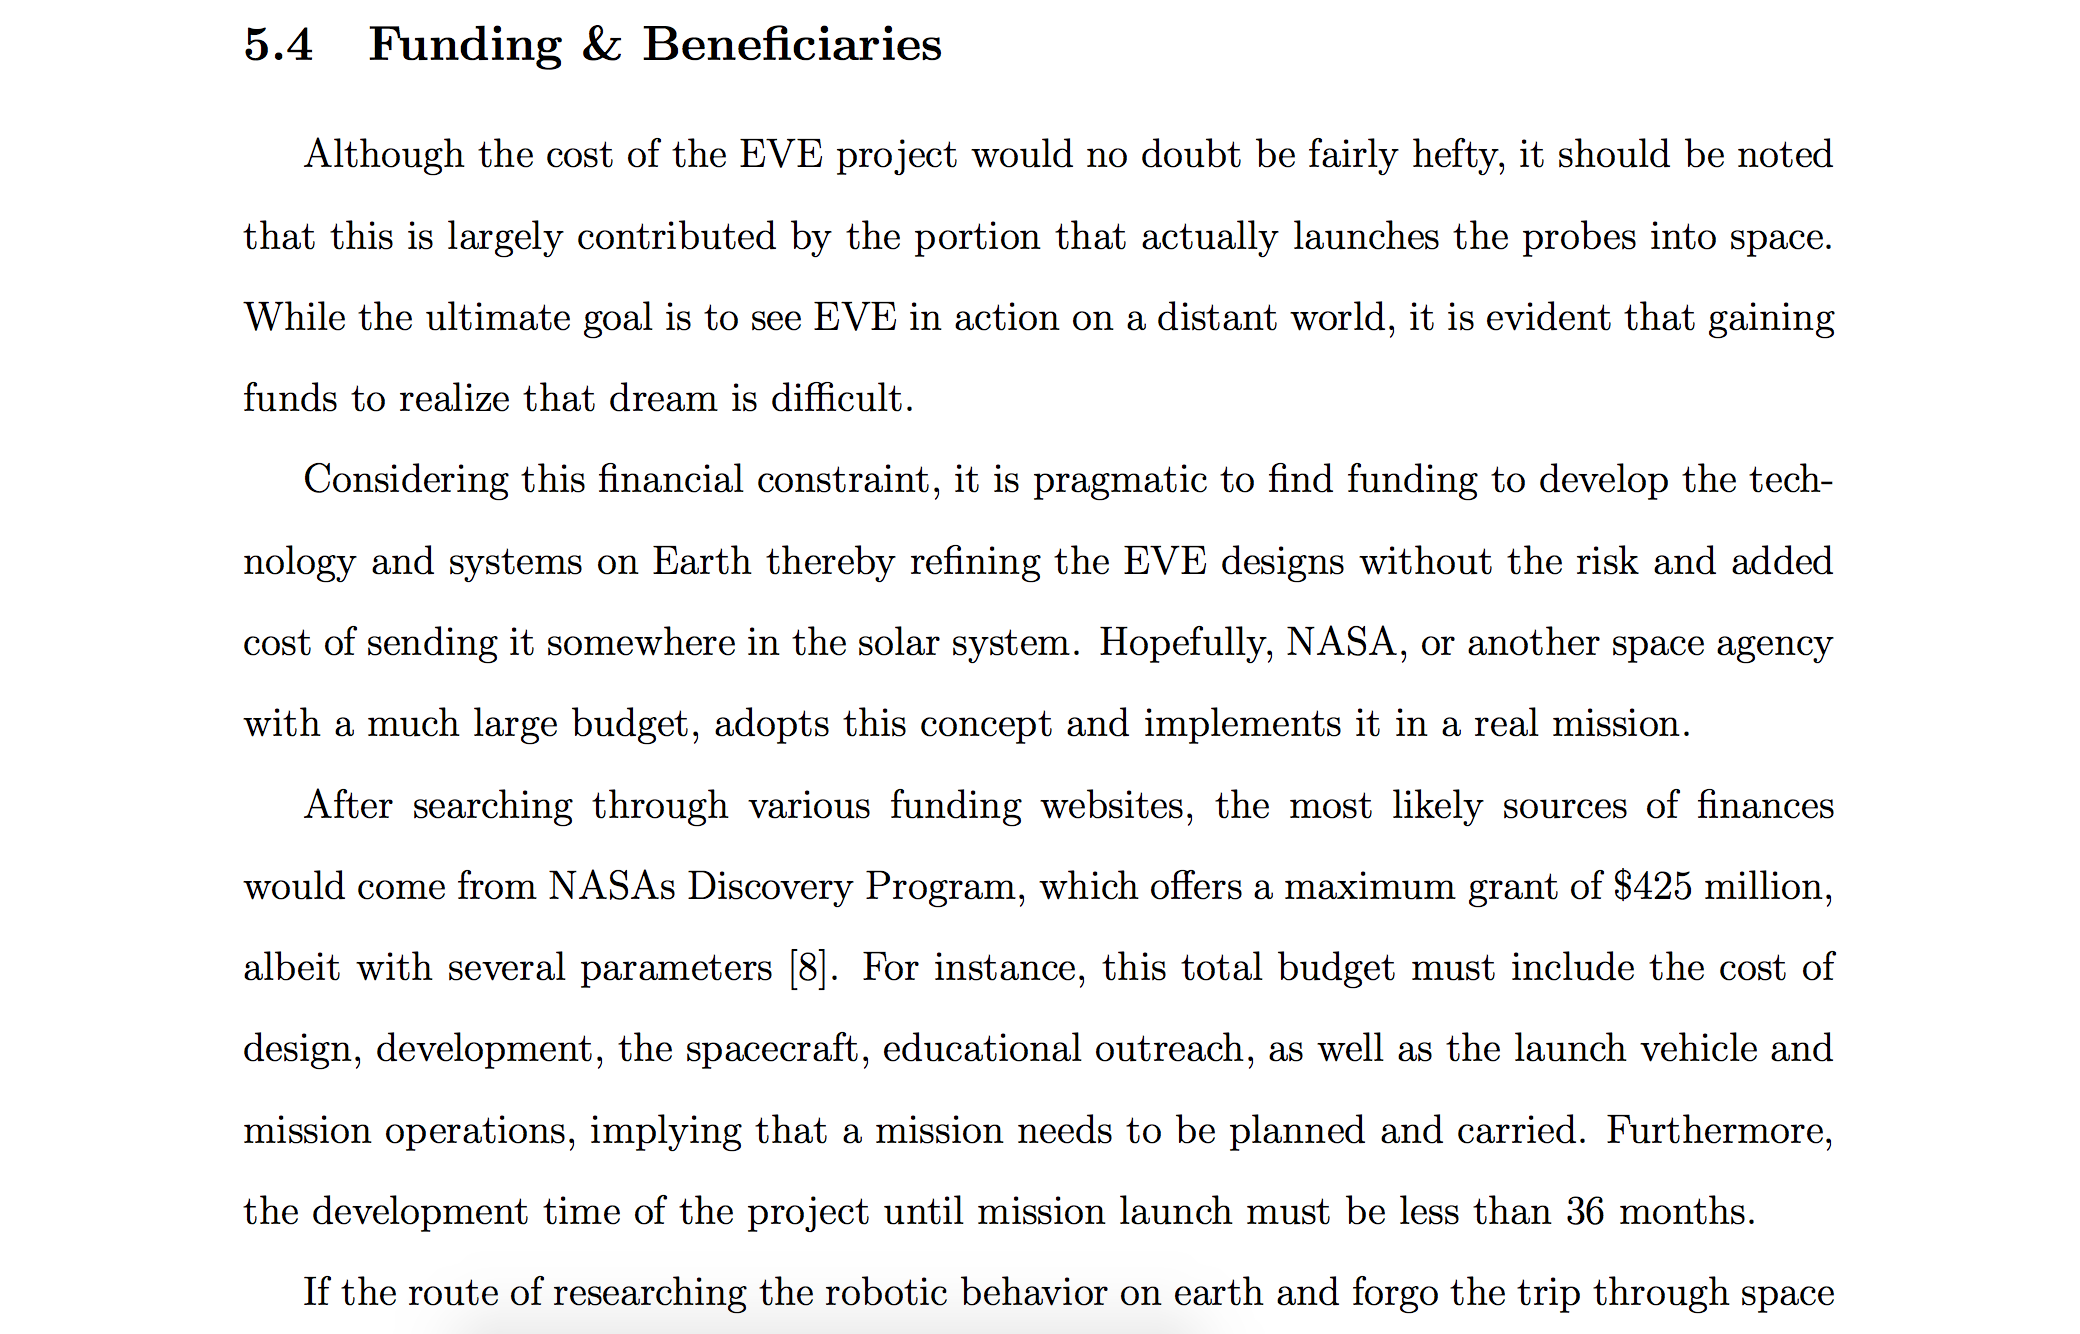 5.4 Funding & Beneficiaries
Although the cost of the EVE project would no doubt be fairly hefty, it should be noted
that this is largely contributed by the portion that actually launches the probes into space.
While the ultimate goal is to see EVE in action on a distant world, it is evident that gaining
funds to realize that dream is difficult.
Considering this financial constraint, it is pragmatic to find funding to develop the tech-
nology and systems on Earth thereby refining the EVE designs without the risk and added
cost of sending it somewhere in the solar system. Hopefully, NASA, or another space agency
with a much large budget, adopts this concept and implements it in a real mission.
After searching through various funding websites, the most likely sources of finances
would come from NASAs Discovery Program, which offers a maximum grant of $425 million,
albeit with several parameters [8]. For instance, this total budget must include the cost of
design, development, the spacecraft, educational outreach, as well as the launch vehicle and
mission operations, implying that a mission needs to be planned and carried. Furthermore,
the development time of the project until mission launch must be less than 36 months.
If the route of researching the robotic behavior on earth and forgo the trip through space